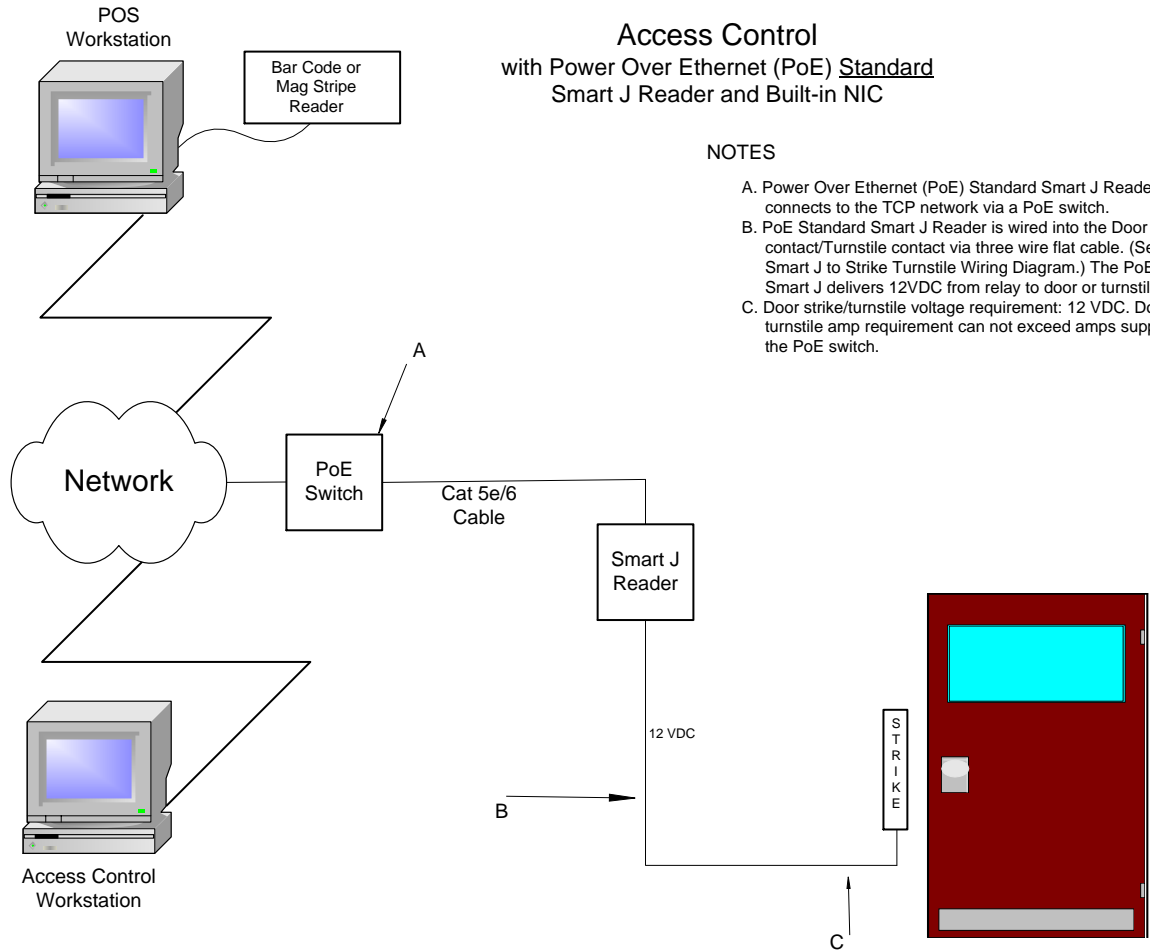 POS
Workstation
Bar Code or
Mag Stripe
Reader
Access Control
with Power Over Ethernet (PoE) Standard
Smart J Reader and Built-in NIC
NOTES
A. Power Over Ethernet (PoE) Standard Smart J Reade
connects to the TCP network via a PoE switch.
B. PoE Standard Smart J Reader is wired into the Door
contact/Turnstile contact via three wire flat cable. (Se
Smart J to Strike Turnstile Wiring Diagram.) The PoE
Smart J delivers 12VDC from relay to door or turnstil
C. Door strike/turnstile voltage requirement: 12 VDC. Do
turnstile amp requirement can not exceed amps supp
the PoE switch.
A
Network
PoE
Switch
Cat 5e/6
Cable
Smart J
Reader
12 VDC
STRIKE
B
Access Control
Workstation
C